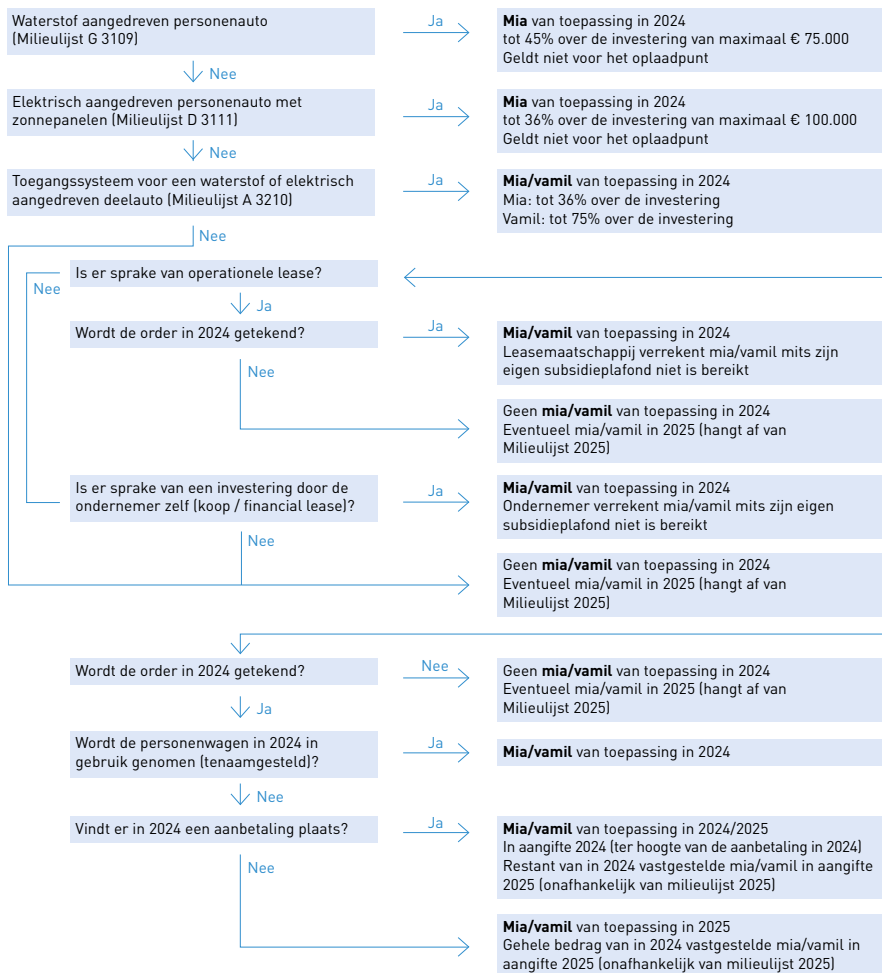 Waterstof aangedreven personenauto
(Milieulijst G 3109)
Ja
Mia van toepassing in 2024
tot 45% over de investering van maximaal € 75.000
Geldt niet voor het oplaadpunt
Nee
Elektrisch aangedreven personenauto met
zonnepanelen (Milieulijst D 3111)
Ja
Mia van toepassing in 2024
tot 36% over de investering van maximaal € 100.000
Geldt niet voor het oplaadpunt
Nee
Toegangssysteem voor een waterstof of elektrisch
aangedreven deelauto (Milieulijst A 3210)
Ja
Mia/vamil van toepassing in 2024
Mia: tot 36% over de investering
Vamil: tot 75% over de investering
Nee
Is er sprake van operationele lease?
Nee
Ja
Wordt de order in 2024 getekend?
Ja
Mia/vamil van toepassing in 2024
Leasemaatschappij verrekent mia/vamil mits zijn
eigen subsidieplafond niet is bereikt
Nee
Geen mia/vamil van toepassing in 2024
Eventueel mia/vamil in 2025 (hangt af van
Milieulijst 2025)
Is er sprake van een investering door de
ondernemer zelf (koop / financial lease)?
Ja
Mia/vamil van toepassing in 2024
Ondernemer verrekent mia/vamil mits zijn eigen
subsidieplafond niet is bereikt
Nee
Geen mia/vamil van toepassing in 2024
Eventueel mia/vamil in 2025 (hangt af van
Milieulijst 2025)
Wordt de order in 2024 getekend?
Nee
Geen mia/vamil van toepassing in 2024
Eventueel mia/vamil in 2025 (hangt af van
Milieulijst 2025)
Ja
Wordt de personenwagen in 2024 in
gebruik genomen (tenaamgesteld)?
Ja
Mia/vamil van toepassing in 2024
Nee
Vindt er in 2024 een aanbetaling plaats?
Ja
Mia/vamil van toepassing in 2024/2025
In aangifte 2024 (ter hoogte van de aanbetaling in 2024)
Restant van in 2024 vastgestelde mia/vamil in aangifte
2025 (onafhankelijk van milieulijst 2025)
Nee
Mia/vamil van toepassing in 2025
Gehele bedrag van in 2024 vastgestelde mia/vamil in
aangifte 2025 (onafhankelijk van milieulijst 2025)